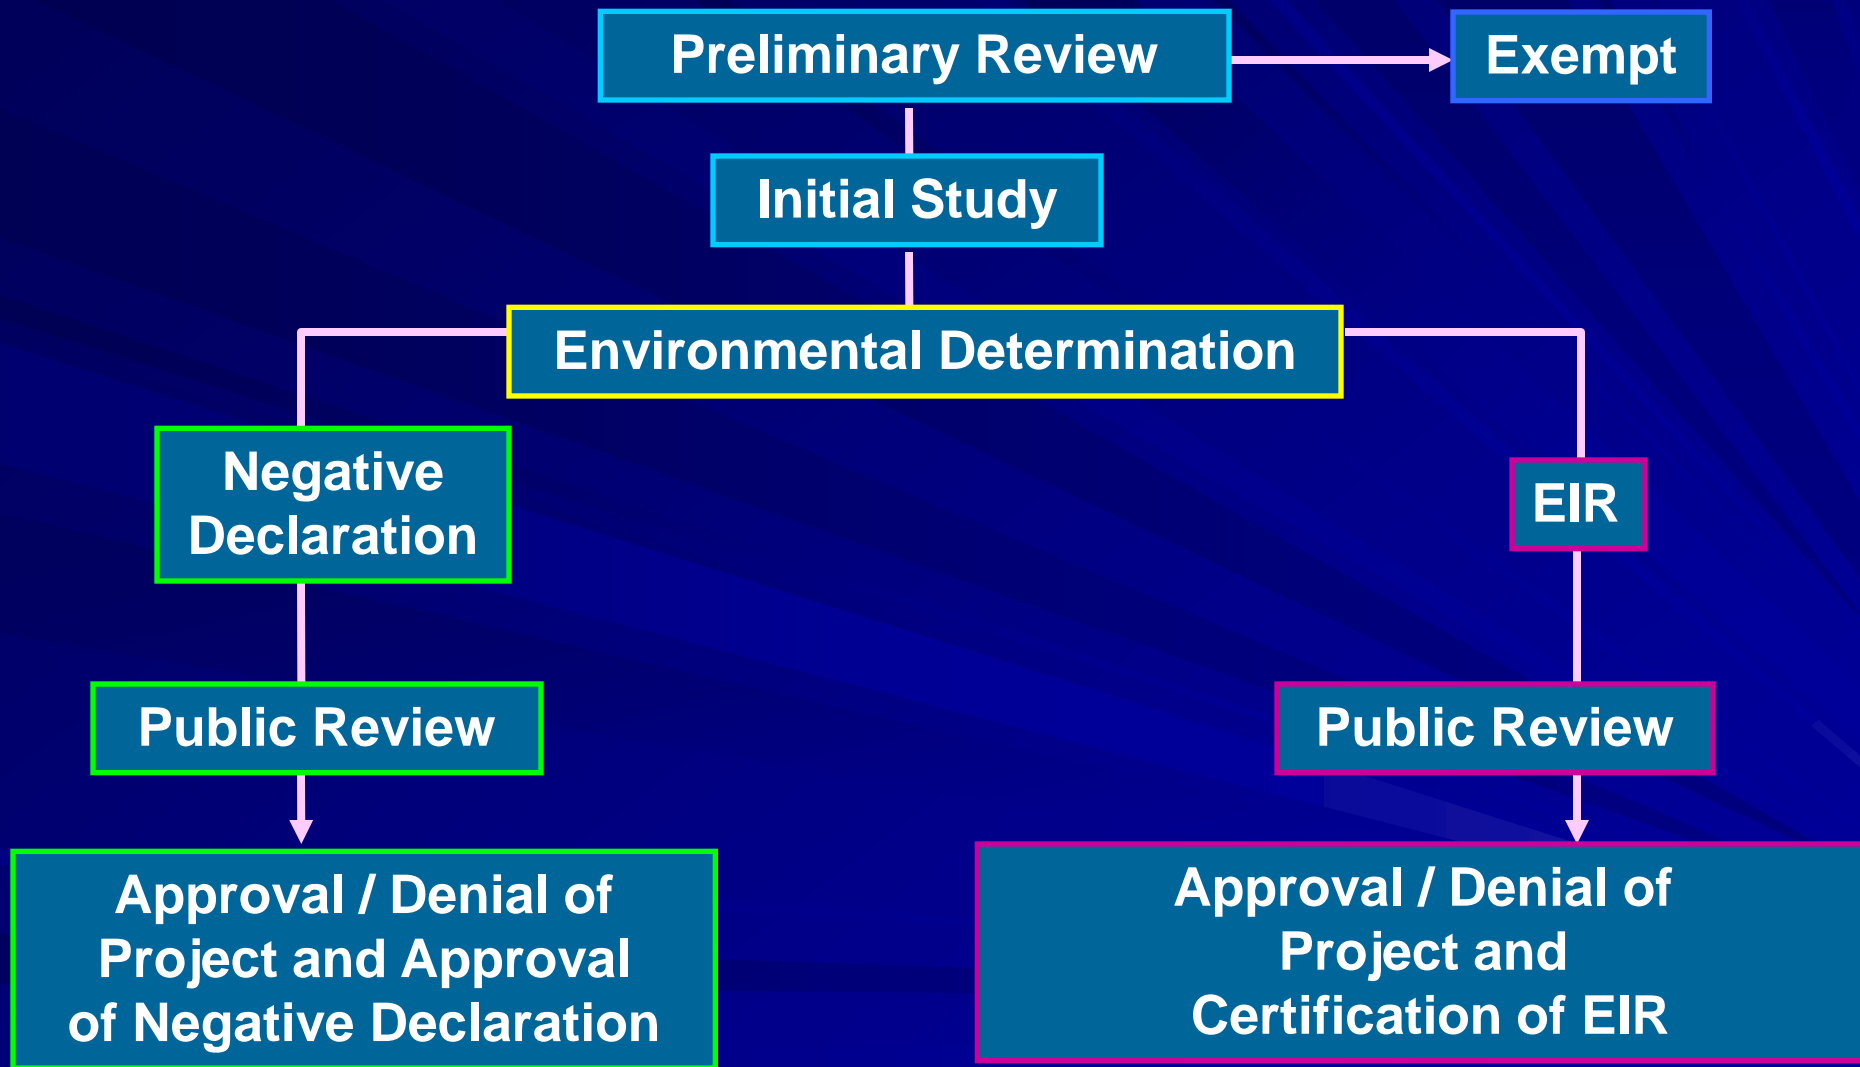 Preliminary Review
Exempt
Initial Study
Environmental Determination
Negative
Declaration
EIR
Public Review
Public Review
Approval / Denial of
Project and Approval
of Negative Declaration
Approval / Denial of
Project and
Certification of EIR